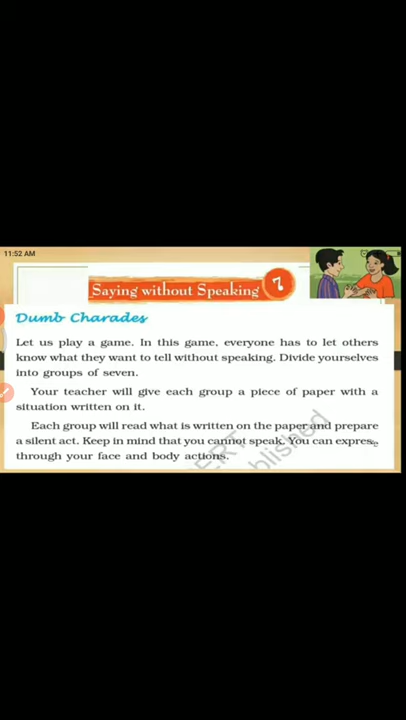 11:52 AM
Saying without Speaking 7
Dumb Charades
Let us play a game. In this game, everyone has to let others
know what they want to tell without speaking. Divide yourselves
into groups of seven.
Your teacher will give each group a piece of paper with a
situation written on it.
Each group will read what is written on the paper and prepare
a silent act. Keep in mind that you cannot speak. You can express
through your face and body actions.